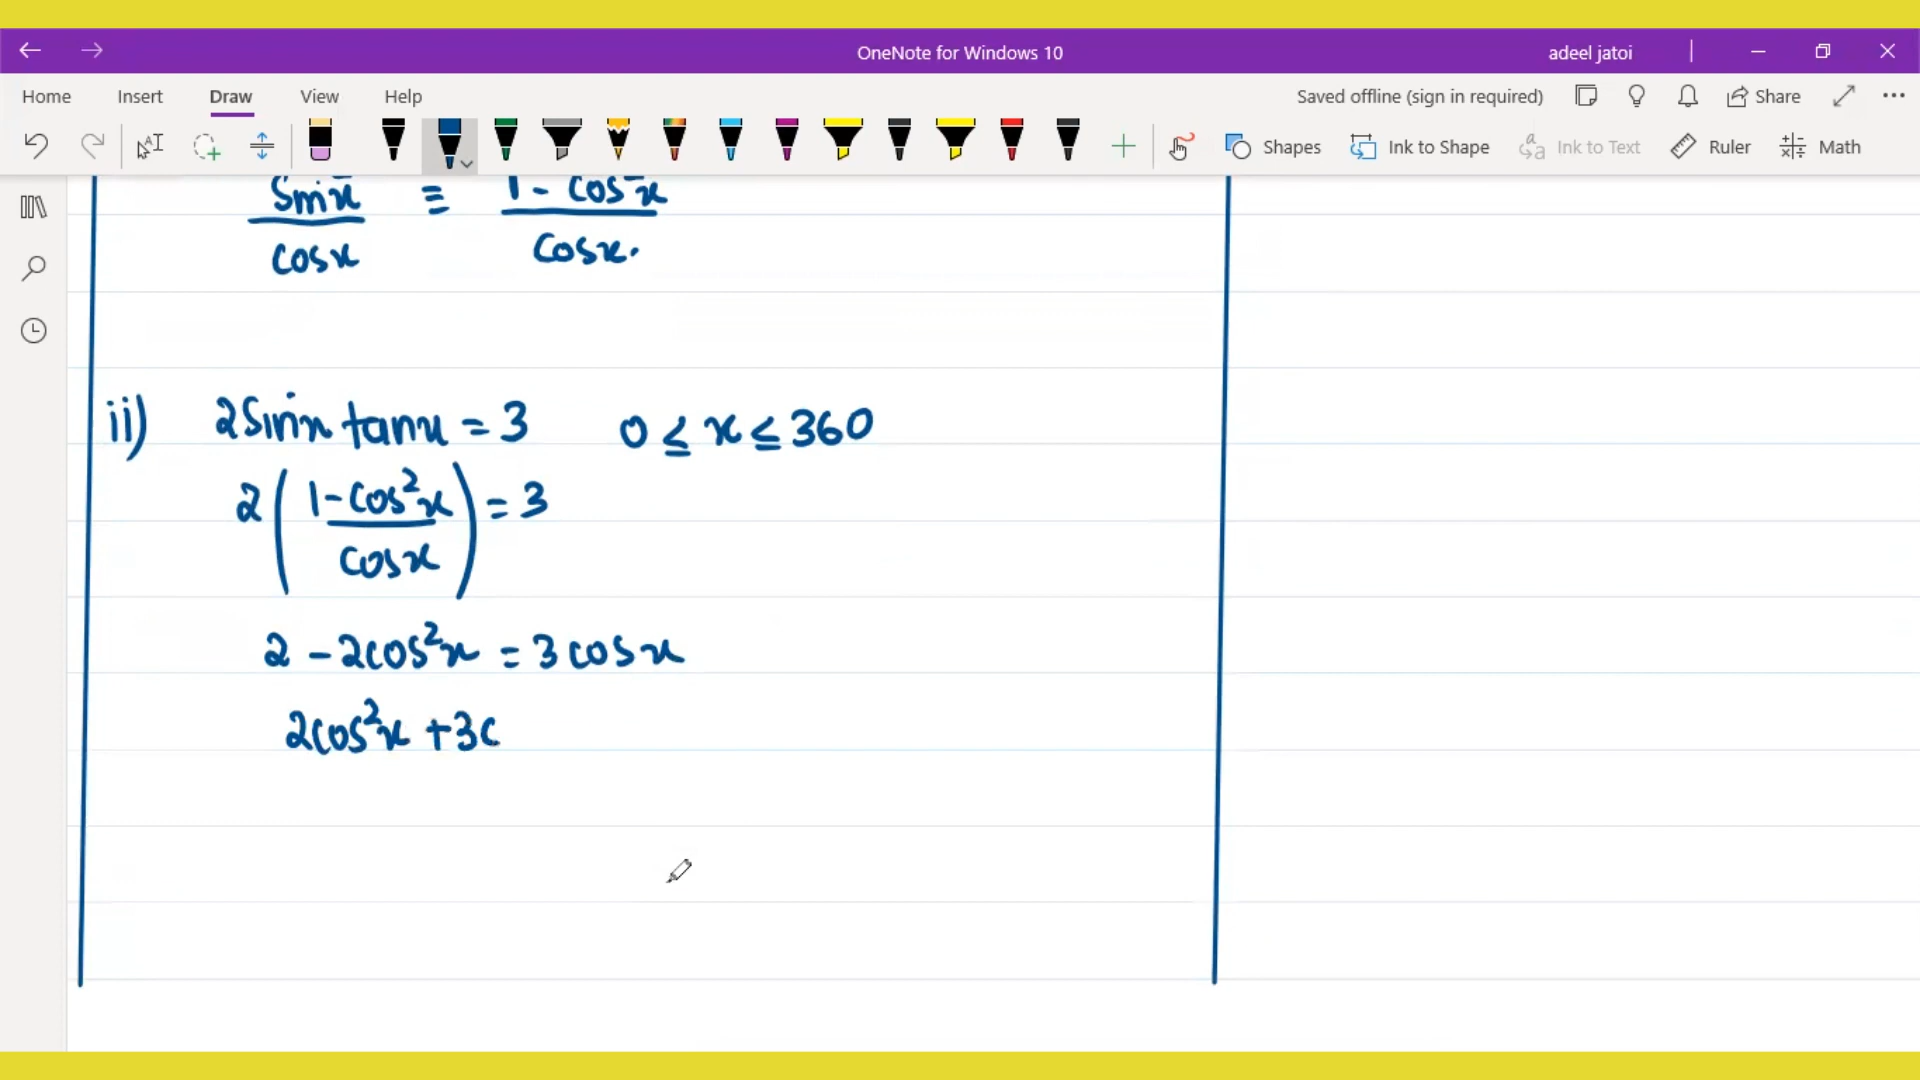 OneNote for Windows 10
adeel jatoi
Home Insert Draw View Help
Saved offline (sign in required)
Share
Shapes Ink to Shape Ink to Text Ruler Math
sin²x/cosx ≡ 1 - cos²x/cosx.
ii) 2sinx tanx = 3 0 ≤ x ≤ 360
2(1-cos²x/cosx) = 3
2 - 2cos²x = 3cosx
2cos²x + 3c